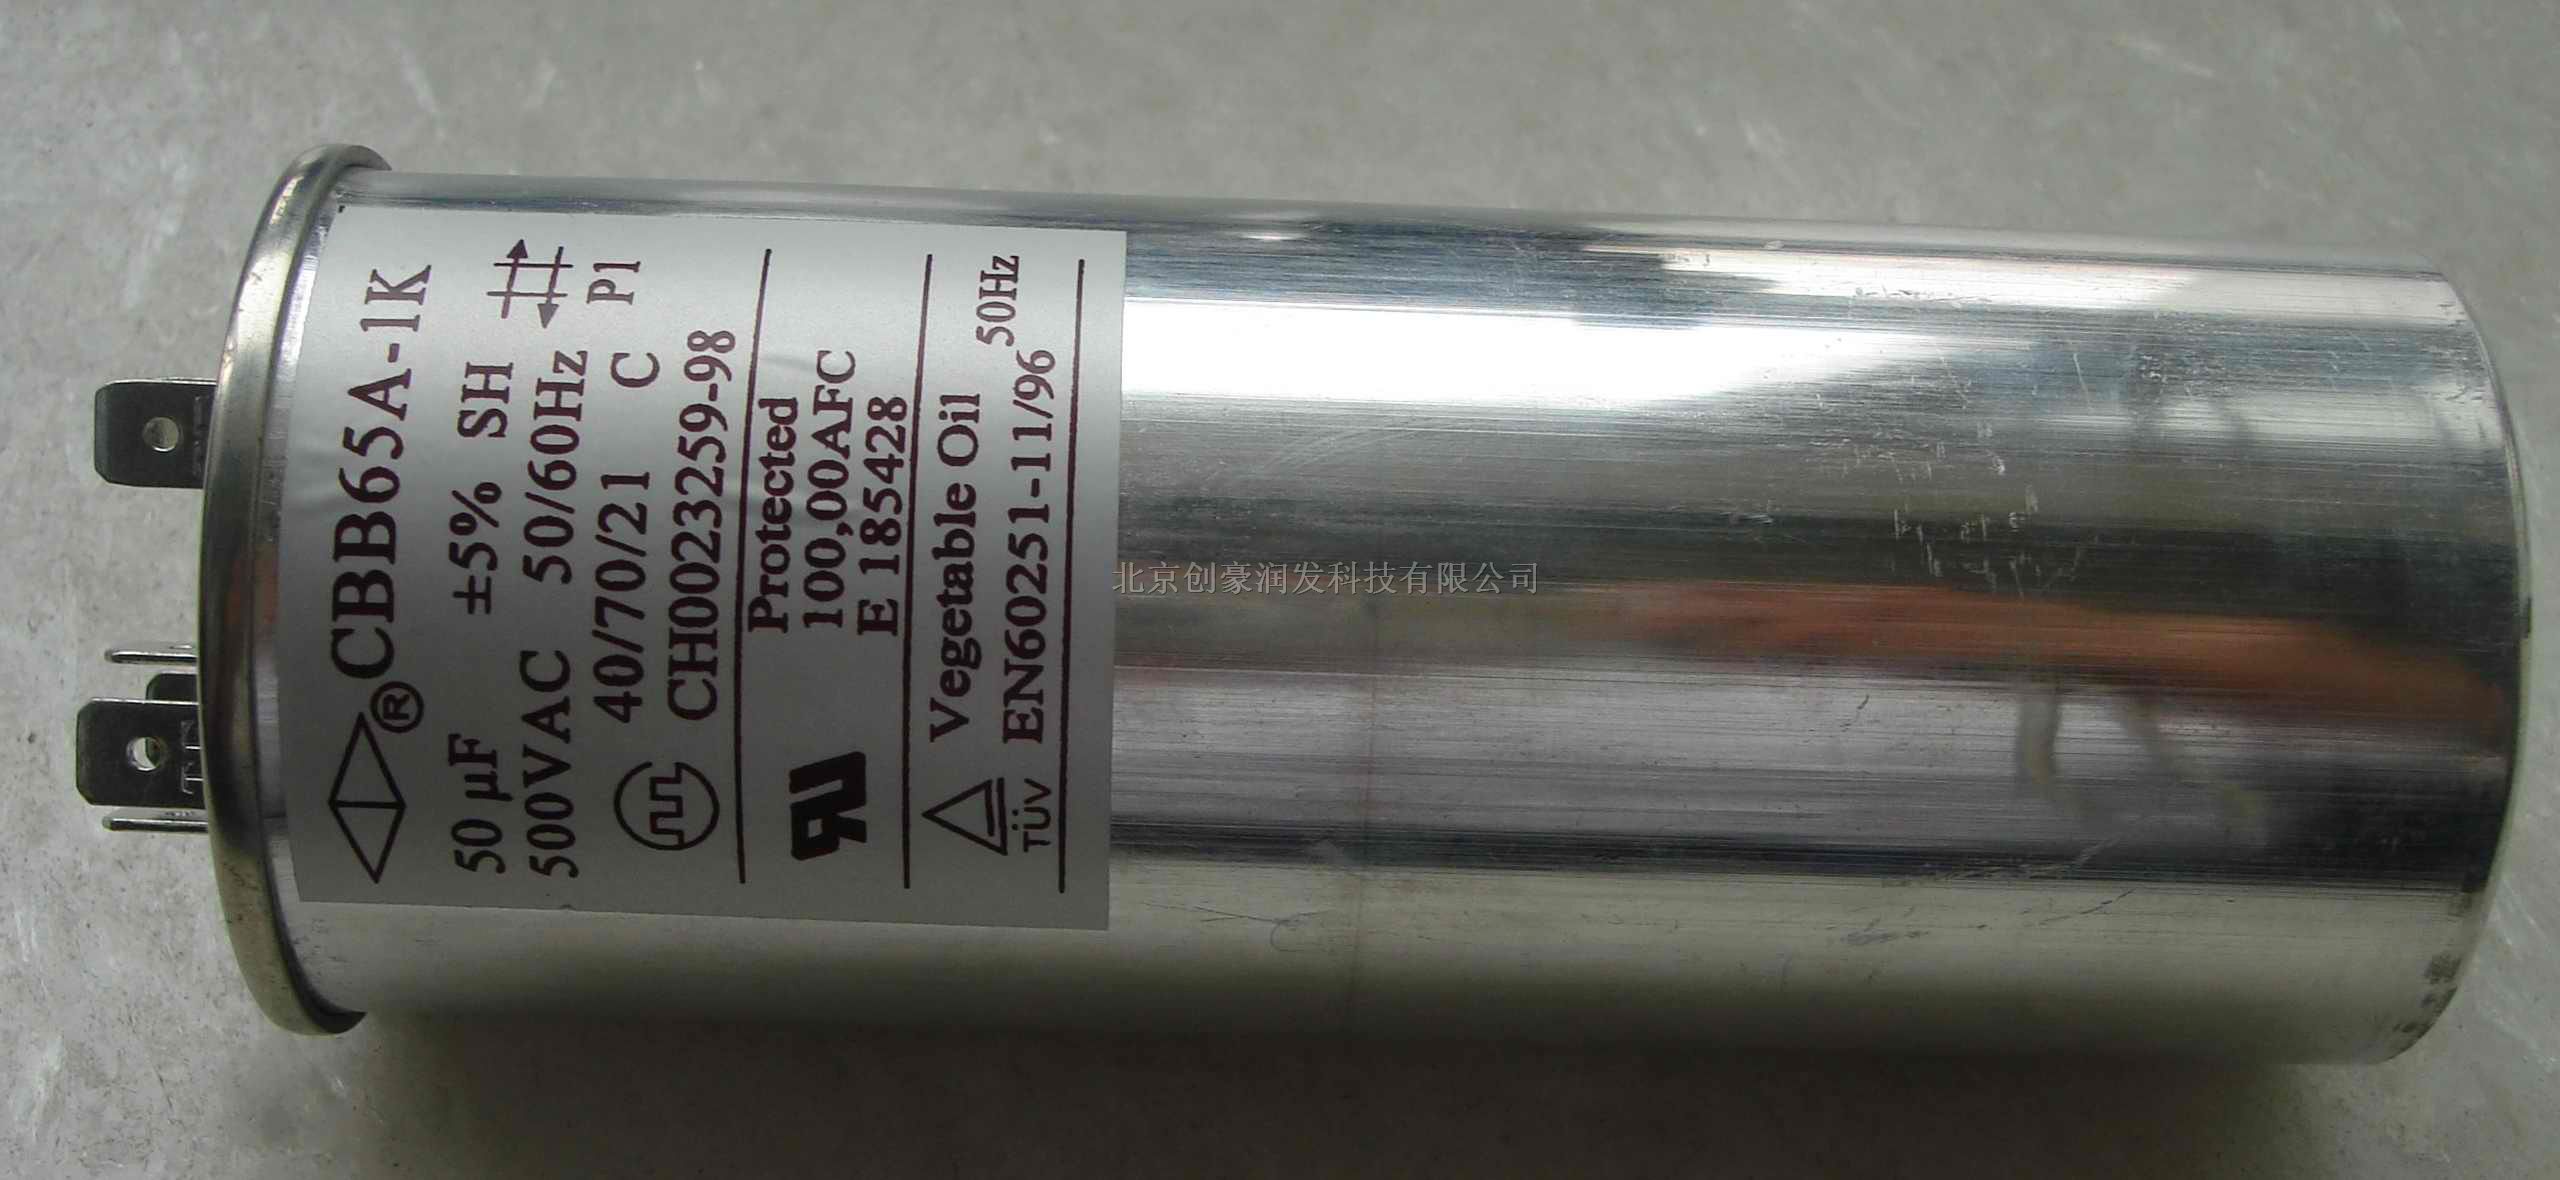 ® CBB65A-1K
50 μF ±5% SH
500VAC 50/60Hz
40/70/21 C P1
CH0023259-98
Protected
100,00AFC
E 185428
Vegetable Oil
50Hz
EN60251-11/96
TÜV
北京创豪润发科技有限公司